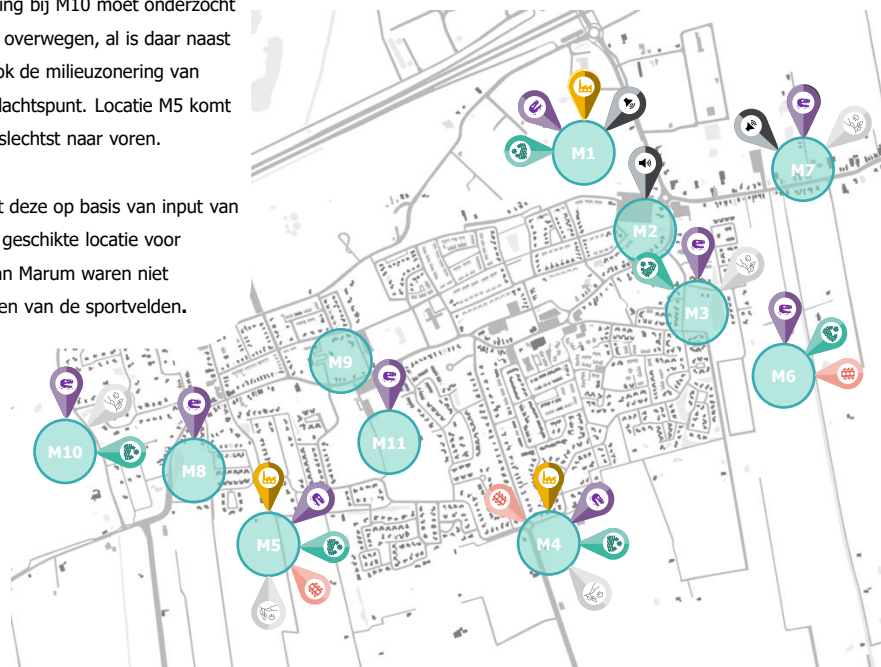 ing bij M10 moet onderzocht
overwegen, al is daar naast
ok de milieuzonering van
dachtspunt. Locatie M5 komt
slechtst naar voren.
t deze op basis van input van
geschikte locatie voor
an Marum waren niet
en van de sportvelden.
M1
M7
M2
M3
M9
M6
M11
M10
M8
M5
M4